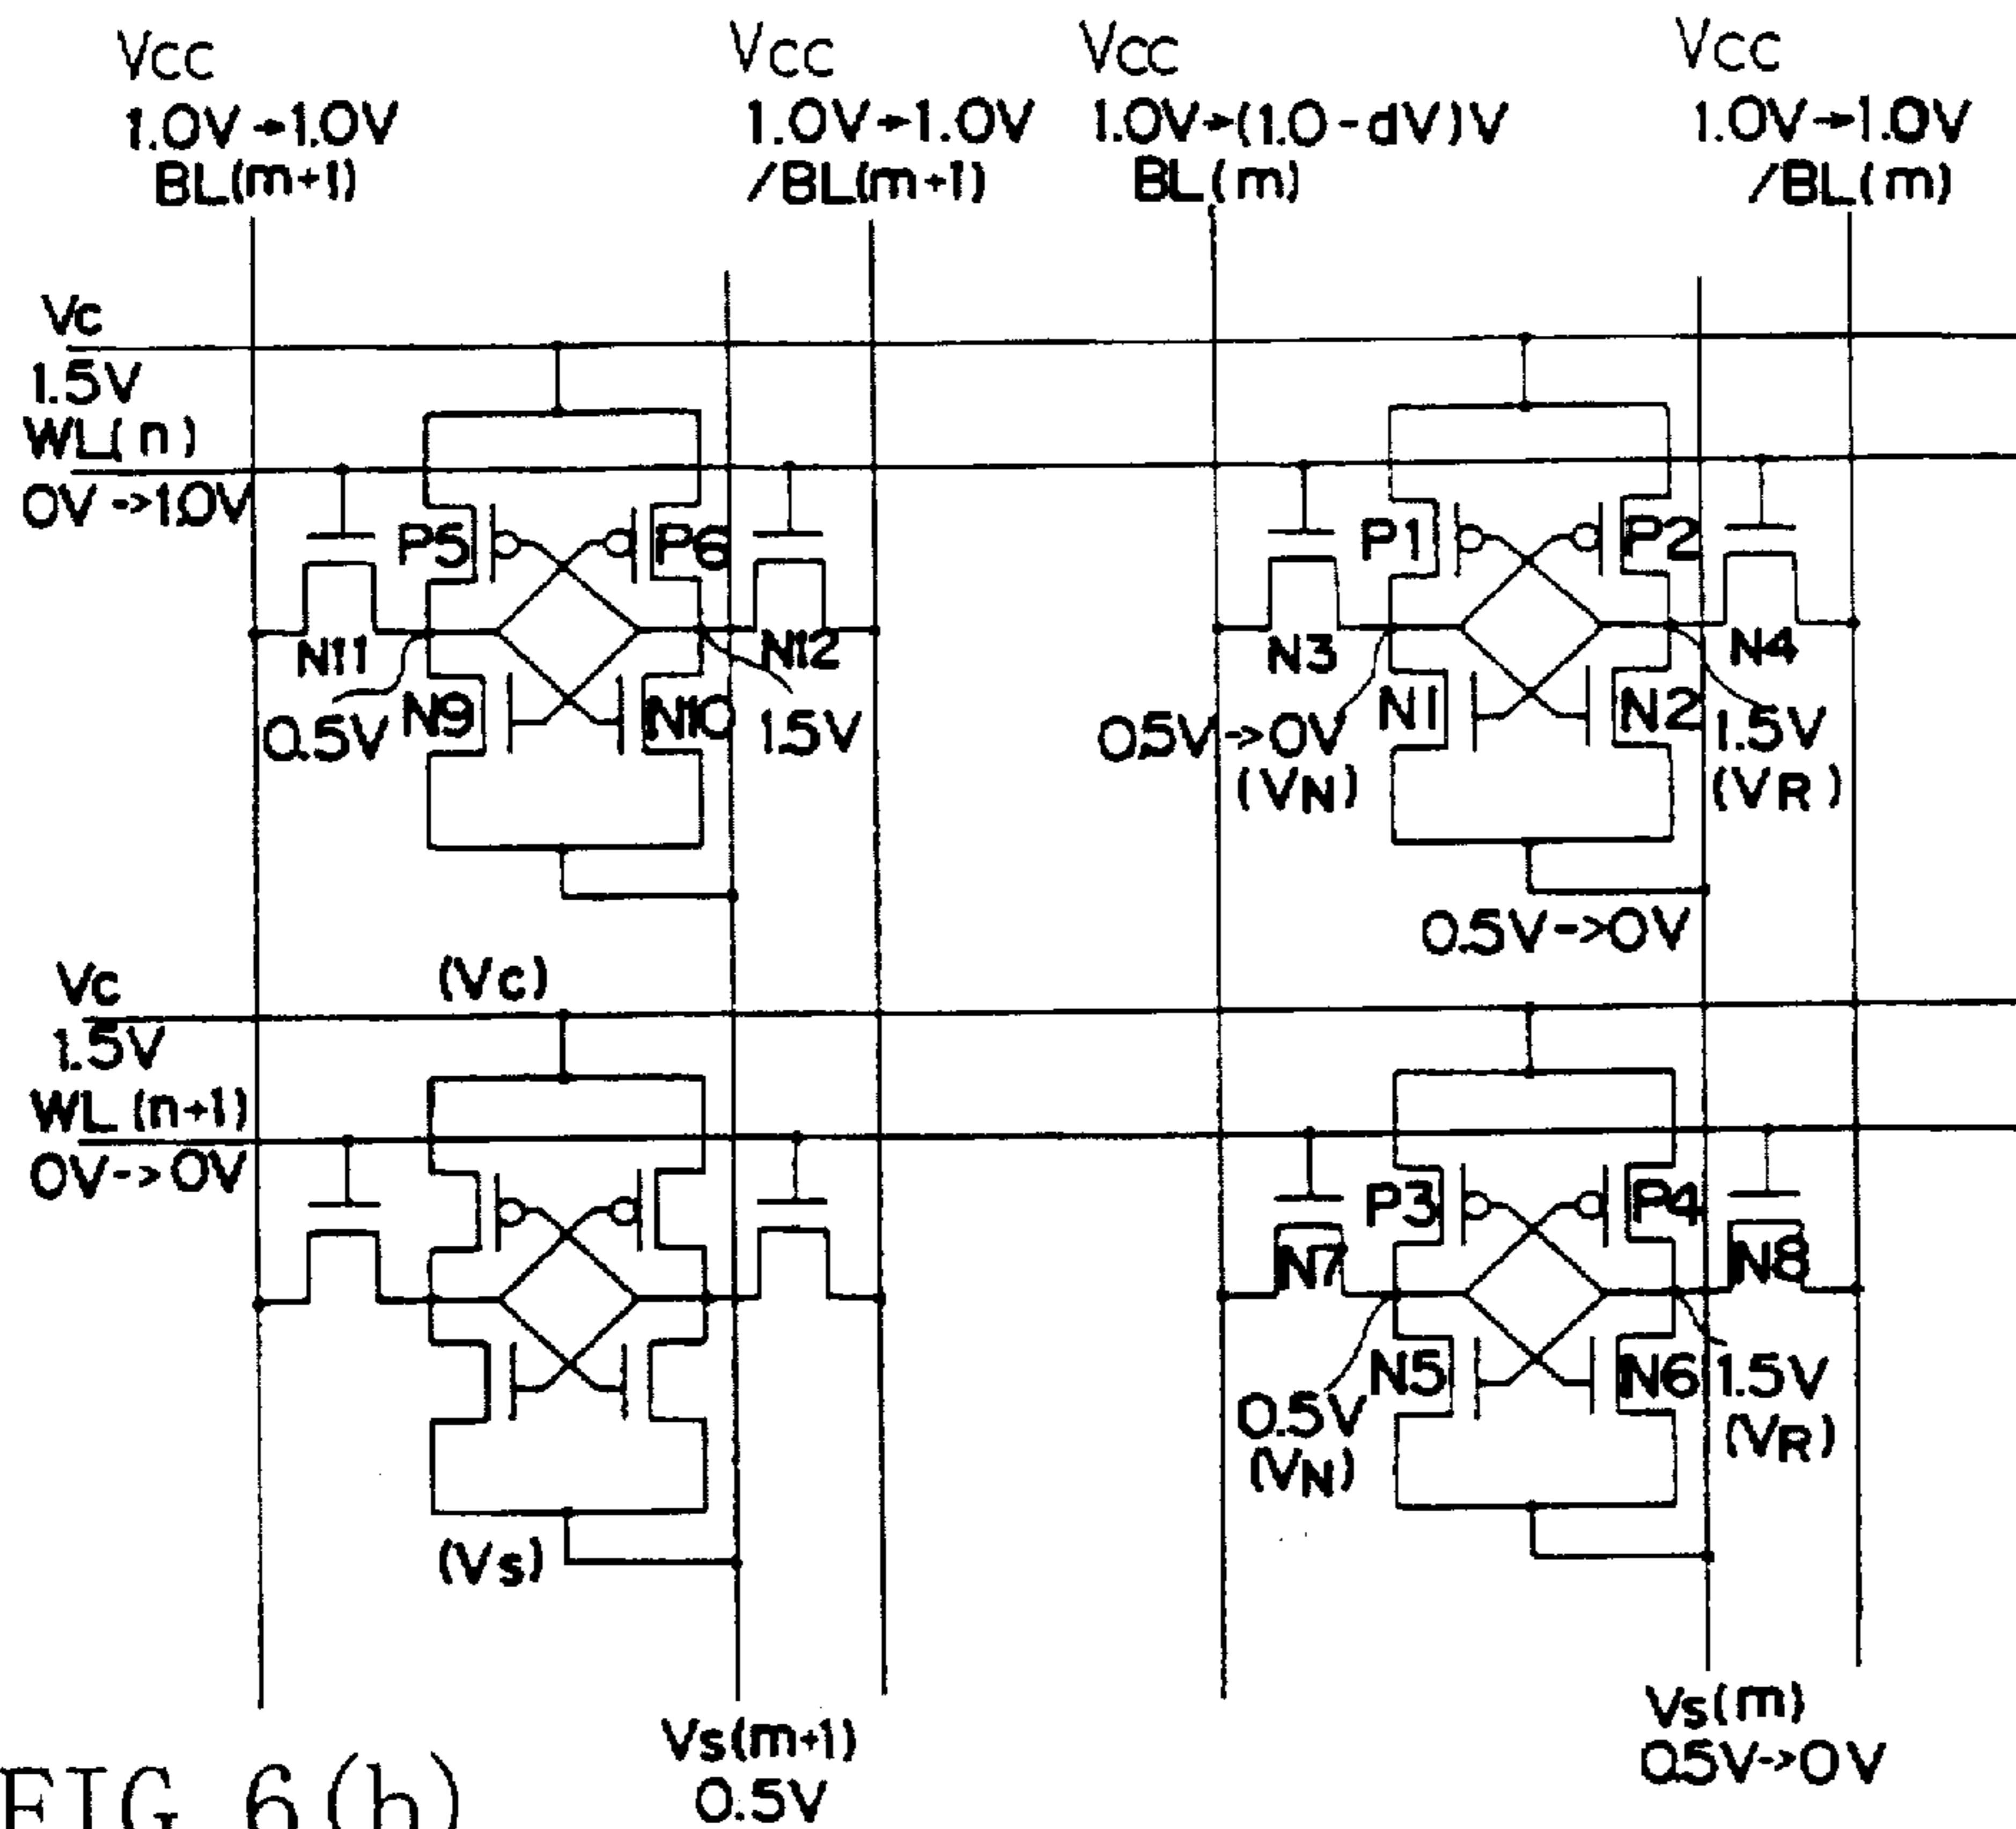 Vcc Vcc Vcc Vcc
1.0V→1.0V 1.0V→1.0V 1.0V→(1.0-dV)V 1.0V→1.0V
BL(m+1) /BL(m+1) BL(m) /BL(m)
Vc
1.5V
WL(n)
0V->1.0V
P5 P6 P1 P2
N11 N12 N3 N4
0.5V N9 N10 1.5V 0.5V->0V N1 N2 1.5V
(VN) (VR)
0.5V->0V
Vc (Vc)
1.5V
WL(n+1)
0V->0V
P3 P4
N7 N8
N5 N6 1.5V
0.5V (VR)
(VN)
(Vs)
Vs(m+1) Vs(m)
0.5V 0.5V->0V
FIG 6(b)